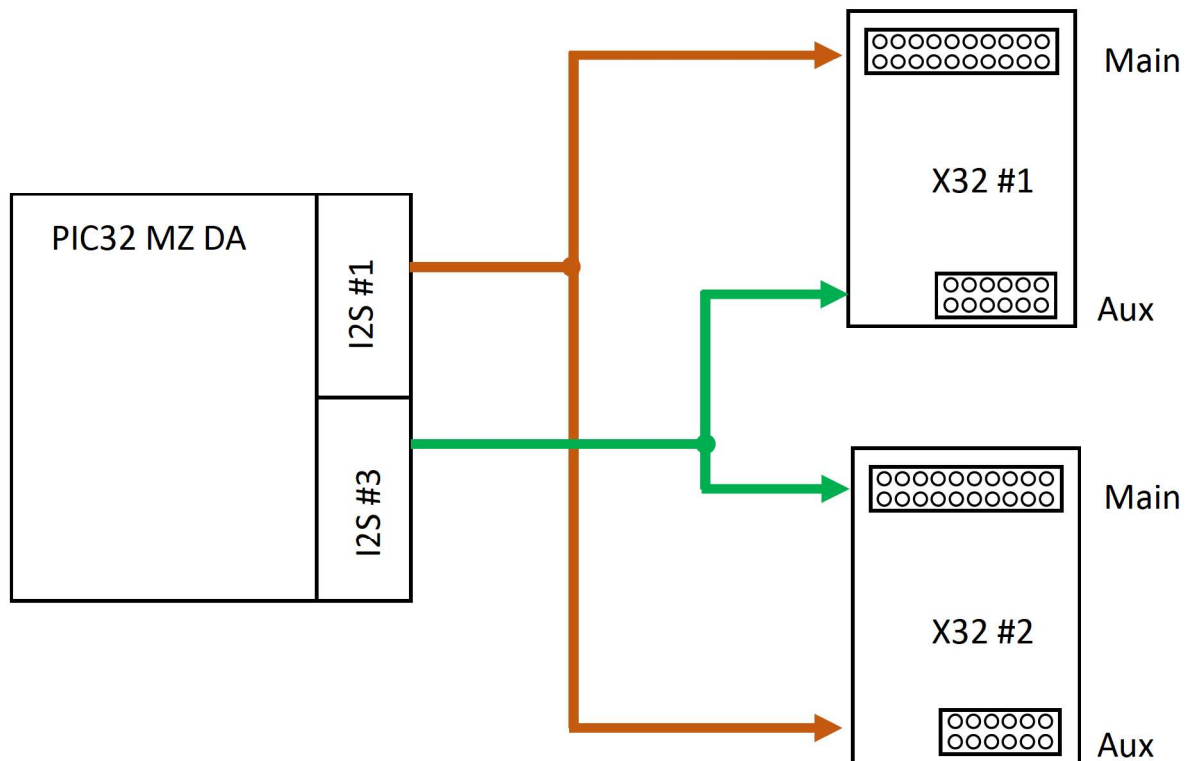 Main
X32 #1
PIC32 MZ DA
I2S #1
Aux
I2S #3
Main
X32 #2
Aux